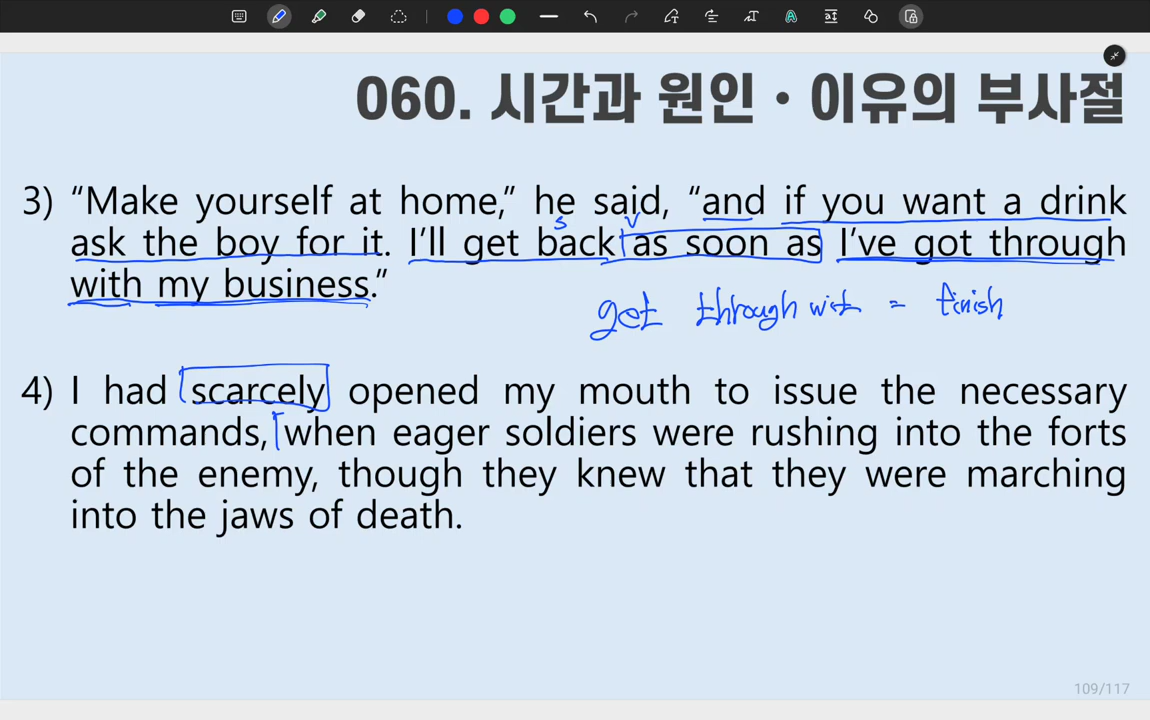 060. 시간과 원인・이유의 부사절
3) “Make yourself at home,” he said, “and if you want a drink
s v
ask the boy for it. I’ll get back as soon as I’ve got through
with my business.”
get through with = finish
4) I had scarcely opened my mouth to issue the necessary
commands, when eager soldiers were rushing into the forts
of the enemy, though they knew that they were marching
into the jaws of death.
109/117